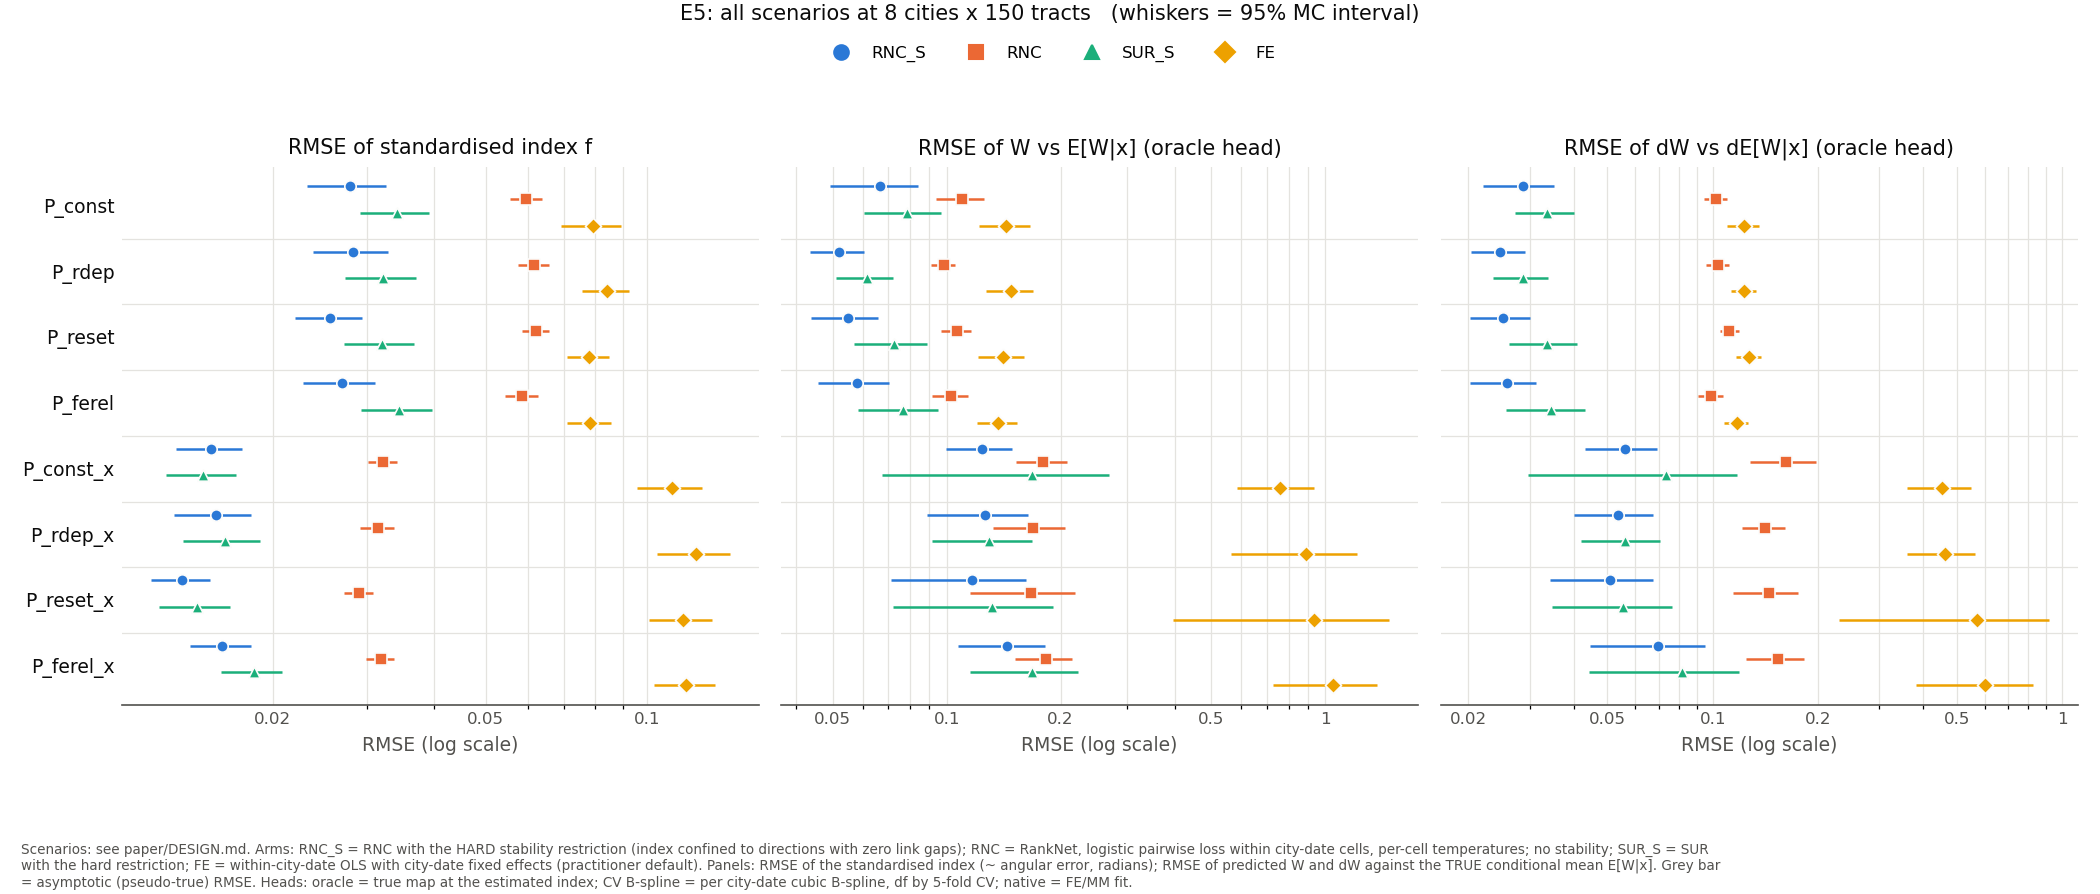 E5: all scenarios at 8 cities x 150 tracts (whiskers = 95% MC interval)
RNC_S RNC SUR_S FE
RMSE of standardised index f
RMSE of W vs E[W|x] (oracle head)
RMSE of dW vs dE[W|x] (oracle head)
P_const
P_rdep
P_reset
P_ferel
P_const_x
P_rdep_x
P_reset_x
P_ferel_x
0.02 0.05 0.1
0.05 0.1 0.2 0.5 1
0.02 0.05 0.1 0.2 0.5 1
RMSE (log scale)
RMSE (log scale)
RMSE (log scale)
Scenarios: see paper/DESIGN.md. Arms: RNC_S = RNC with the HARD stability restriction (index confined to directions with zero link gaps); RNC = RankNet, logistic pairwise loss within city-date cells, per-cell temperatures; no stability; SUR_S = SUR
with the hard restriction; FE = within-city-date OLS with city-date fixed effects (practitioner default). Panels: RMSE of the standardised index (~ angular error, radians); RMSE of predicted W and dW against the TRUE conditional mean E[W|x]. Grey bar
= asymptotic (pseudo-true) RMSE. Heads: oracle = true map at the estimated index; CV B-spline = per city-date cubic B-spline, df by 5-fold CV; native = FE/MM fit.